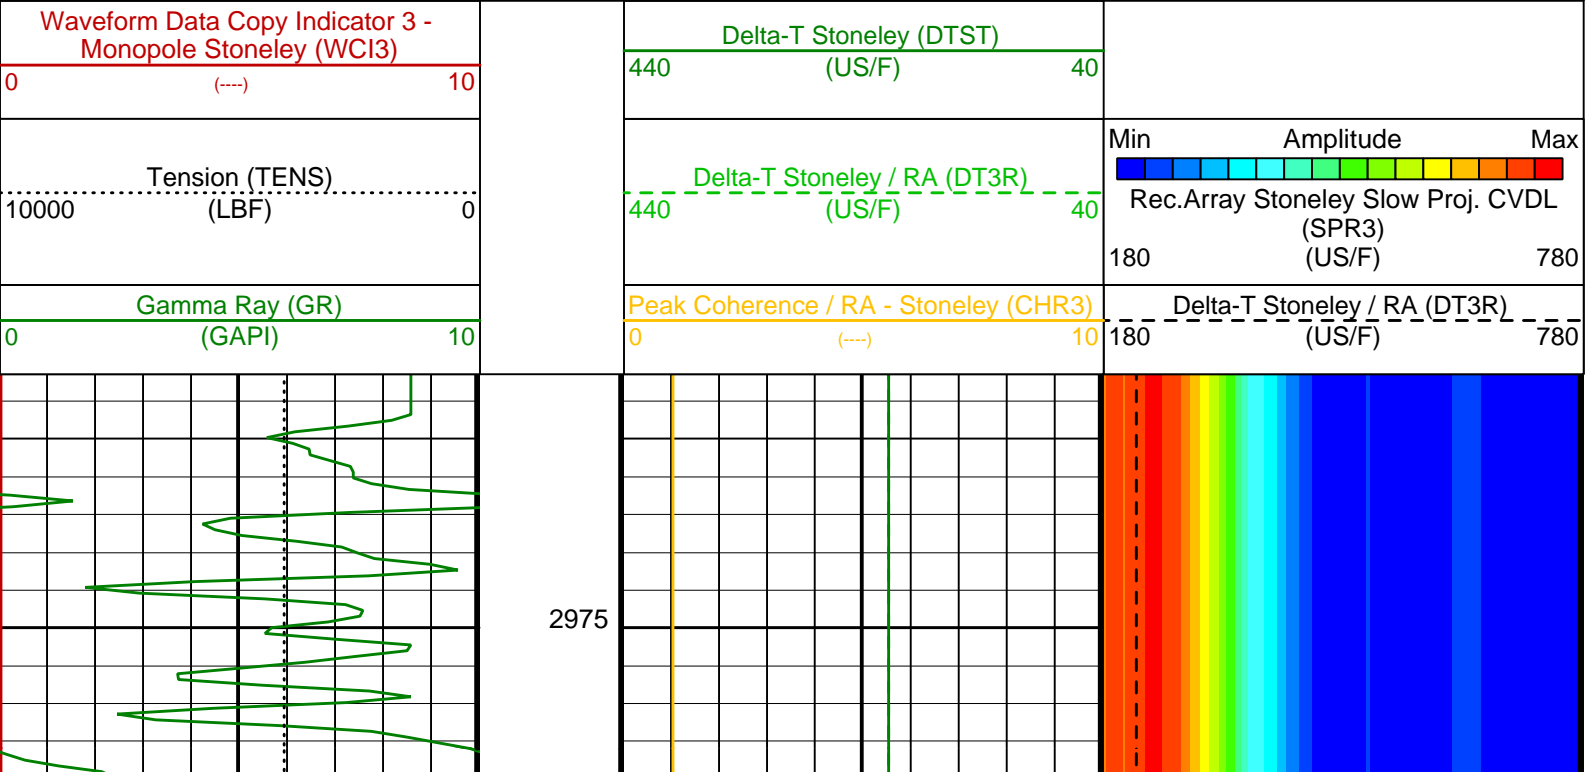 Waveform Data Copy Indicator 3 -
Monopole Stoneley (WCI3)
0 (----) 10
Tension (TENS)
10000 (LBF) 0
Gamma Ray (GR)
0 (GAPI) 10
Delta-T Stoneley (DTST)
440 (US/F) 40
Delta-T Stoneley / RA (DT3R)
440 (US/F) 40
Peak Coherence / RA - Stoneley (CHR3)
0 (----) 10
Min Amplitude Max
Rec.Array Stoneley Slow Proj. CVDL
(SPR3)
180 (US/F) 780
Delta-T Stoneley / RA (DT3R)
180 (US/F) 780
2975